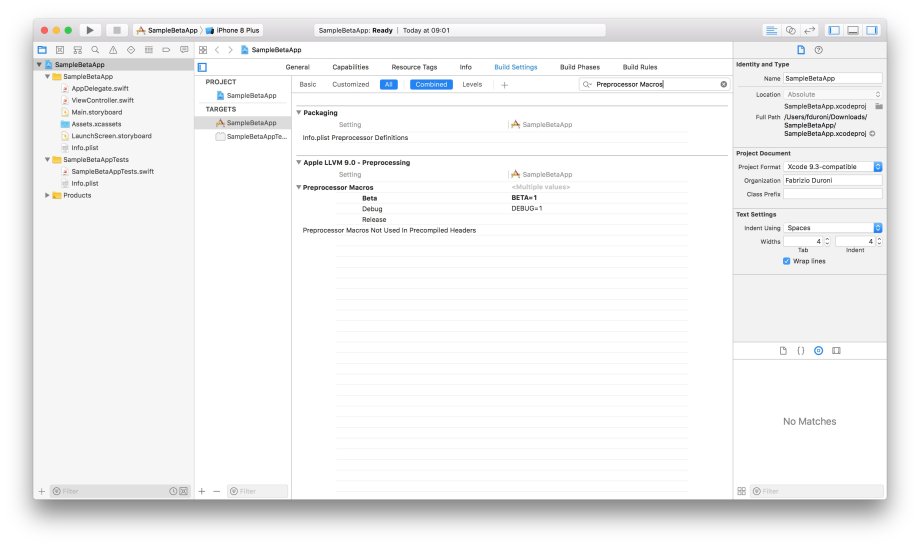 SampleBetaApp
iPhone 8 Plus
SampleBetaApp: Ready | Today at 09:01
SampleBetaApp
SampleBetaApp
SampleBetaApp
AppDelegate.swift
ViewController.swift
Main.storyboard
Assets.xcassets
LaunchScreen.storyboard
Info.plist
SampleBetaAppTests
SampleBetaAppTests.swift
Info.plist
Products
Filter
PROJECT
SampleBetaApp
TARGETS
SampleBetaApp
SampleBetaAppTe...
Filter
General Capabilities Resource Tags Info Build Settings Build Phases Build Rules
Basic Customized All Combined Levels + Preprocessor Macros
Packaging
Setting SampleBetaApp
Info.plist Preprocessor Definitions
Apple LLVM 9.0 - Preprocessing
Setting SampleBetaApp
Preprocessor Macros <Multiple values>
Beta BETA=1
Debug DEBUG=1
Release
Preprocessor Macros Not Used In Precompiled Headers
Identity and Type
Name SampleBetaApp
Location Absolute
SampleBetaApp.xcodeproj
Full Path /Users/fduroni/Downloads/
SampleBetaApp/
SampleBetaApp.xcodeproj
Project Document
Project Format Xcode 9.3-compatible
Organization Fabrizio Duroni
Class Prefix
Text Settings
Indent Using Spaces
Widths 4 4
Tab Indent
Wrap lines
No Matches
Filter